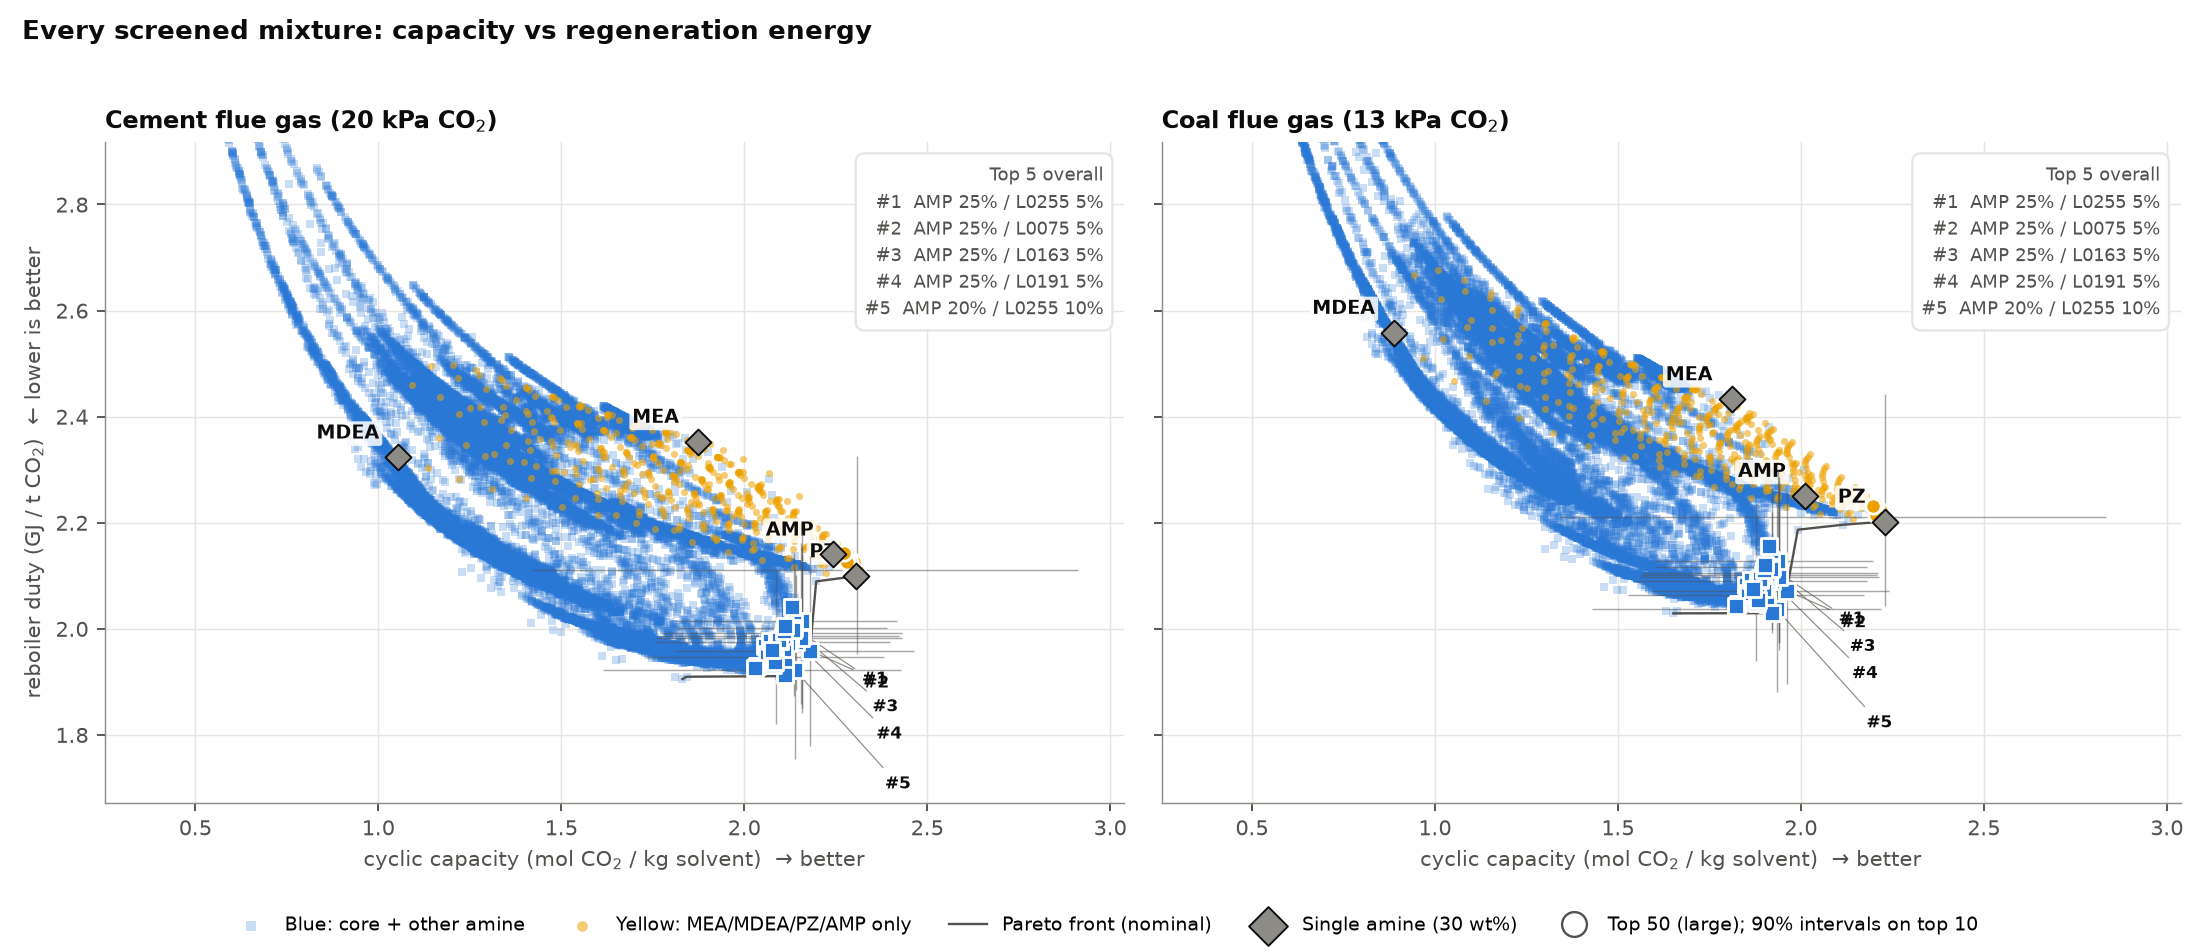 Every screened mixture: capacity vs regeneration energy
Cement flue gas (20 kPa CO₂)
reboiler duty (GJ / t CO₂) ← lower is better
2.8
2.6
2.4
2.2
2.0
1.8
Top 5 overall
#1 AMP 25% / L0255 5%
#2 AMP 25% / L0075 5%
#3 AMP 25% / L0163 5%
#4 AMP 25% / L0191 5%
#5 AMP 20% / L0255 10%
MDEA
MEA
AMP
#1
#2
#3
#4
#5
0.5 1.0 1.5 2.0 2.5 3.0
cyclic capacity (mol CO₂ / kg solvent) → better
Coal flue gas (13 kPa CO₂)
Top 5 overall
#1 AMP 25% / L0255 5%
#2 AMP 25% / L0075 5%
#3 AMP 25% / L0163 5%
#4 AMP 25% / L0191 5%
#5 AMP 20% / L0255 10%
MDEA
MEA
AMP
PZ
#1
#2
#3
#4
#5
0.5 1.0 1.5 2.0 2.5 3.0
cyclic capacity (mol CO₂ / kg solvent) → better
Blue: core + other amine
Yellow: MEA/MDEA/PZ/AMP only
Pareto front (nominal)
Single amine (30 wt%)
Top 50 (large); 90% intervals on top 10